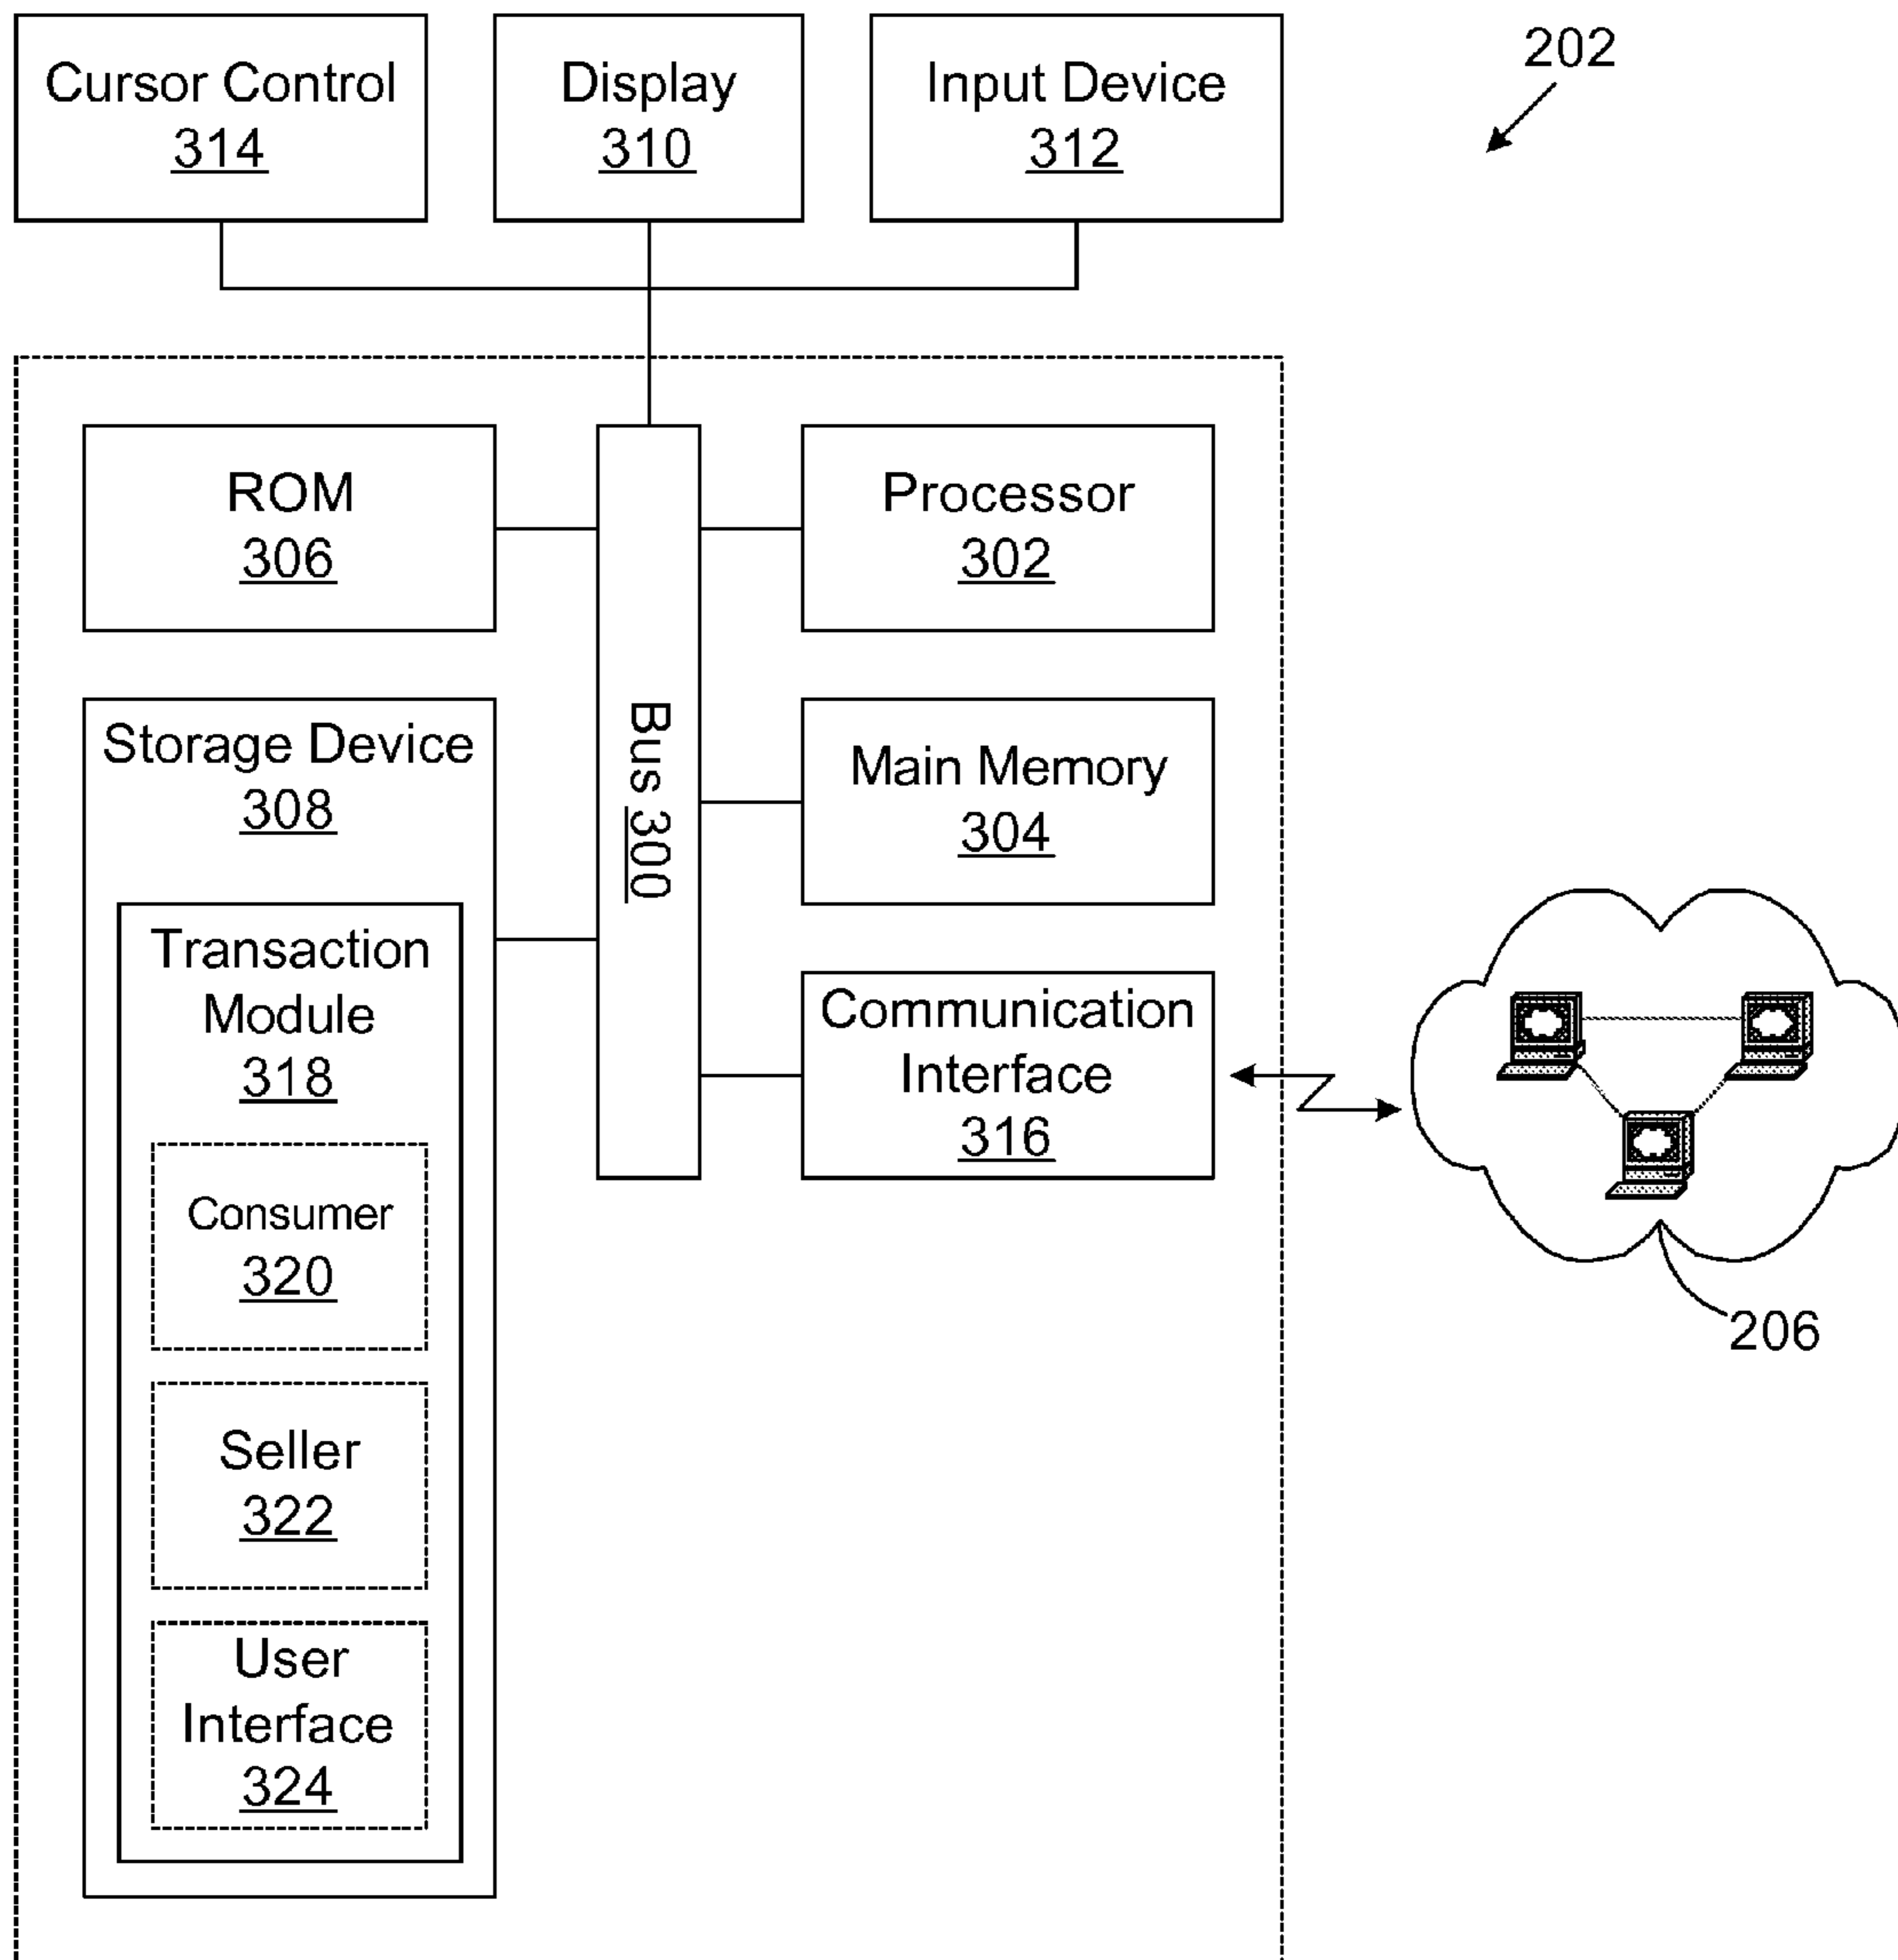 Cursor Control
314
Display
310
Input Device
312
202
ROM
306
Processor
302
Bus 300
Storage Device
308
Main Memory
304
Transaction
Module
318
Communication
Interface
316
Consumer
320
Seller
322
User
Interface
324
206